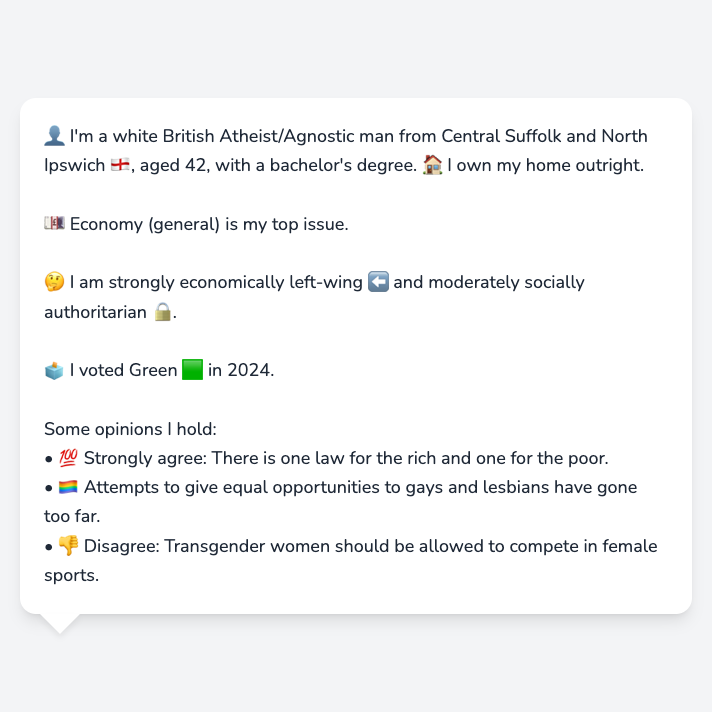 👤 I'm a white British Atheist/Agnostic man from Central Suffolk and North
Ipswich 🏴󠁧󠁢󠁥󠁮󠁧󠁿, aged 42, with a bachelor's degree. 🏠 I own my home outright.
💷 Economy (general) is my top issue.
🤔 I am strongly economically left-wing ⬅️ and moderately socially
authoritarian 🔒.
🗳️ I voted Green 🟩 in 2024.
Some opinions I hold:
• 💯 Strongly agree: There is one law for the rich and one for the poor.
• 🏳️‍🌈 Attempts to give equal opportunities to gays and lesbians have gone
too far.
• 👎 Disagree: Transgender women should be allowed to compete in female
sports.